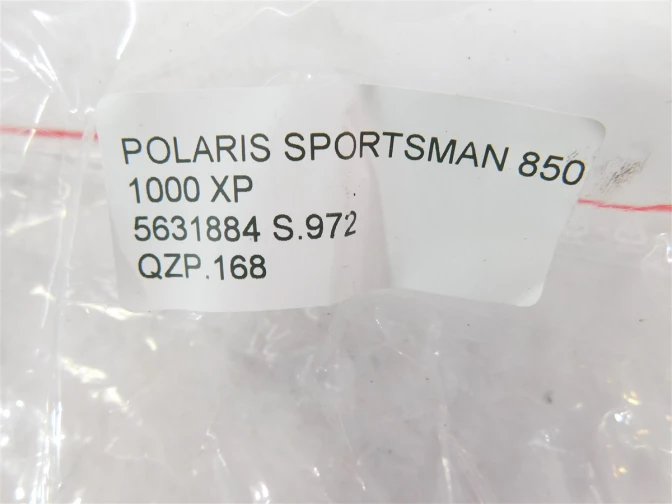 POLARIS SPORTSMAN 850
1000 XP
5631884 S.972
QZP.168